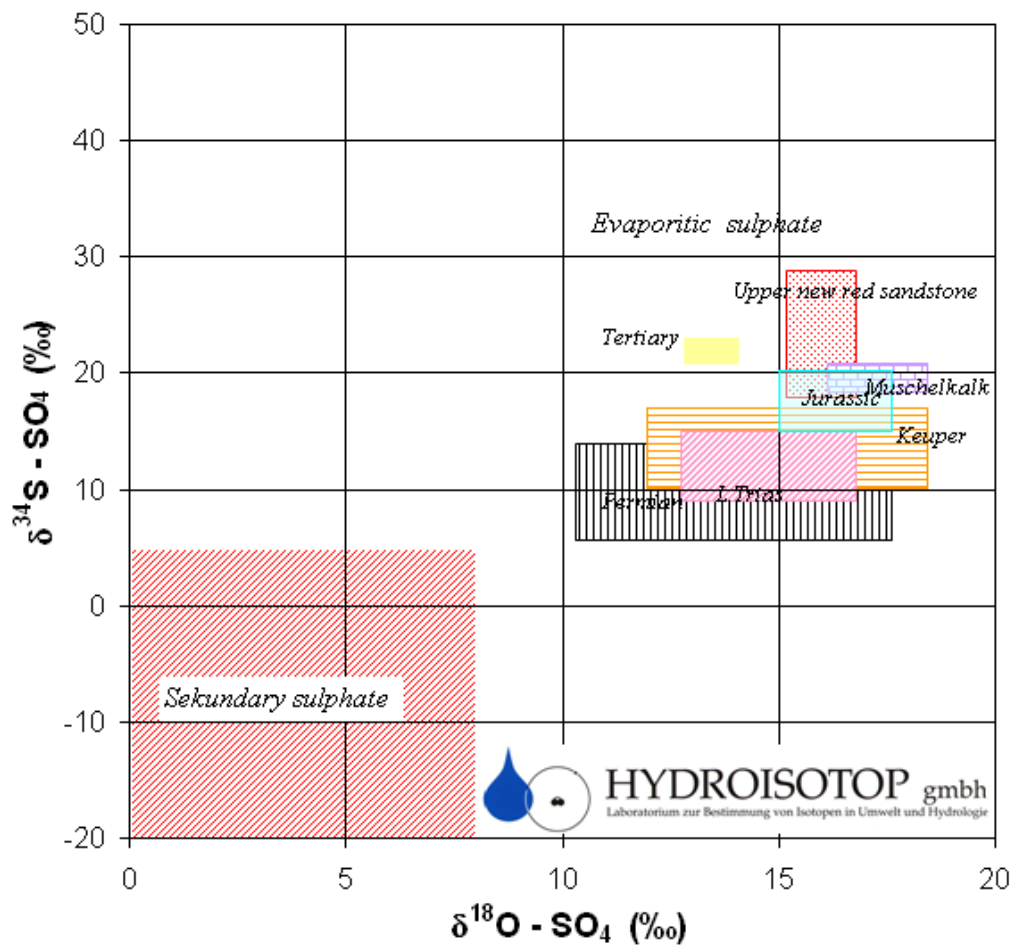 50
40
30
20
10
0
-10
-20
0
5
10
15
20
δ34S - SO4 (‰)
δ18O - SO4 (‰)
Evaporitic sulphate
Upper new red sandstone
Tertiary
Muschelkalk
Jurassic
Keuper
L Trias
Permian
Sekundary sulphate
HYDROISOTOP gmbh
Laboratorium zur Bestimmung von Isotopen in Umwelt und Hydrologie